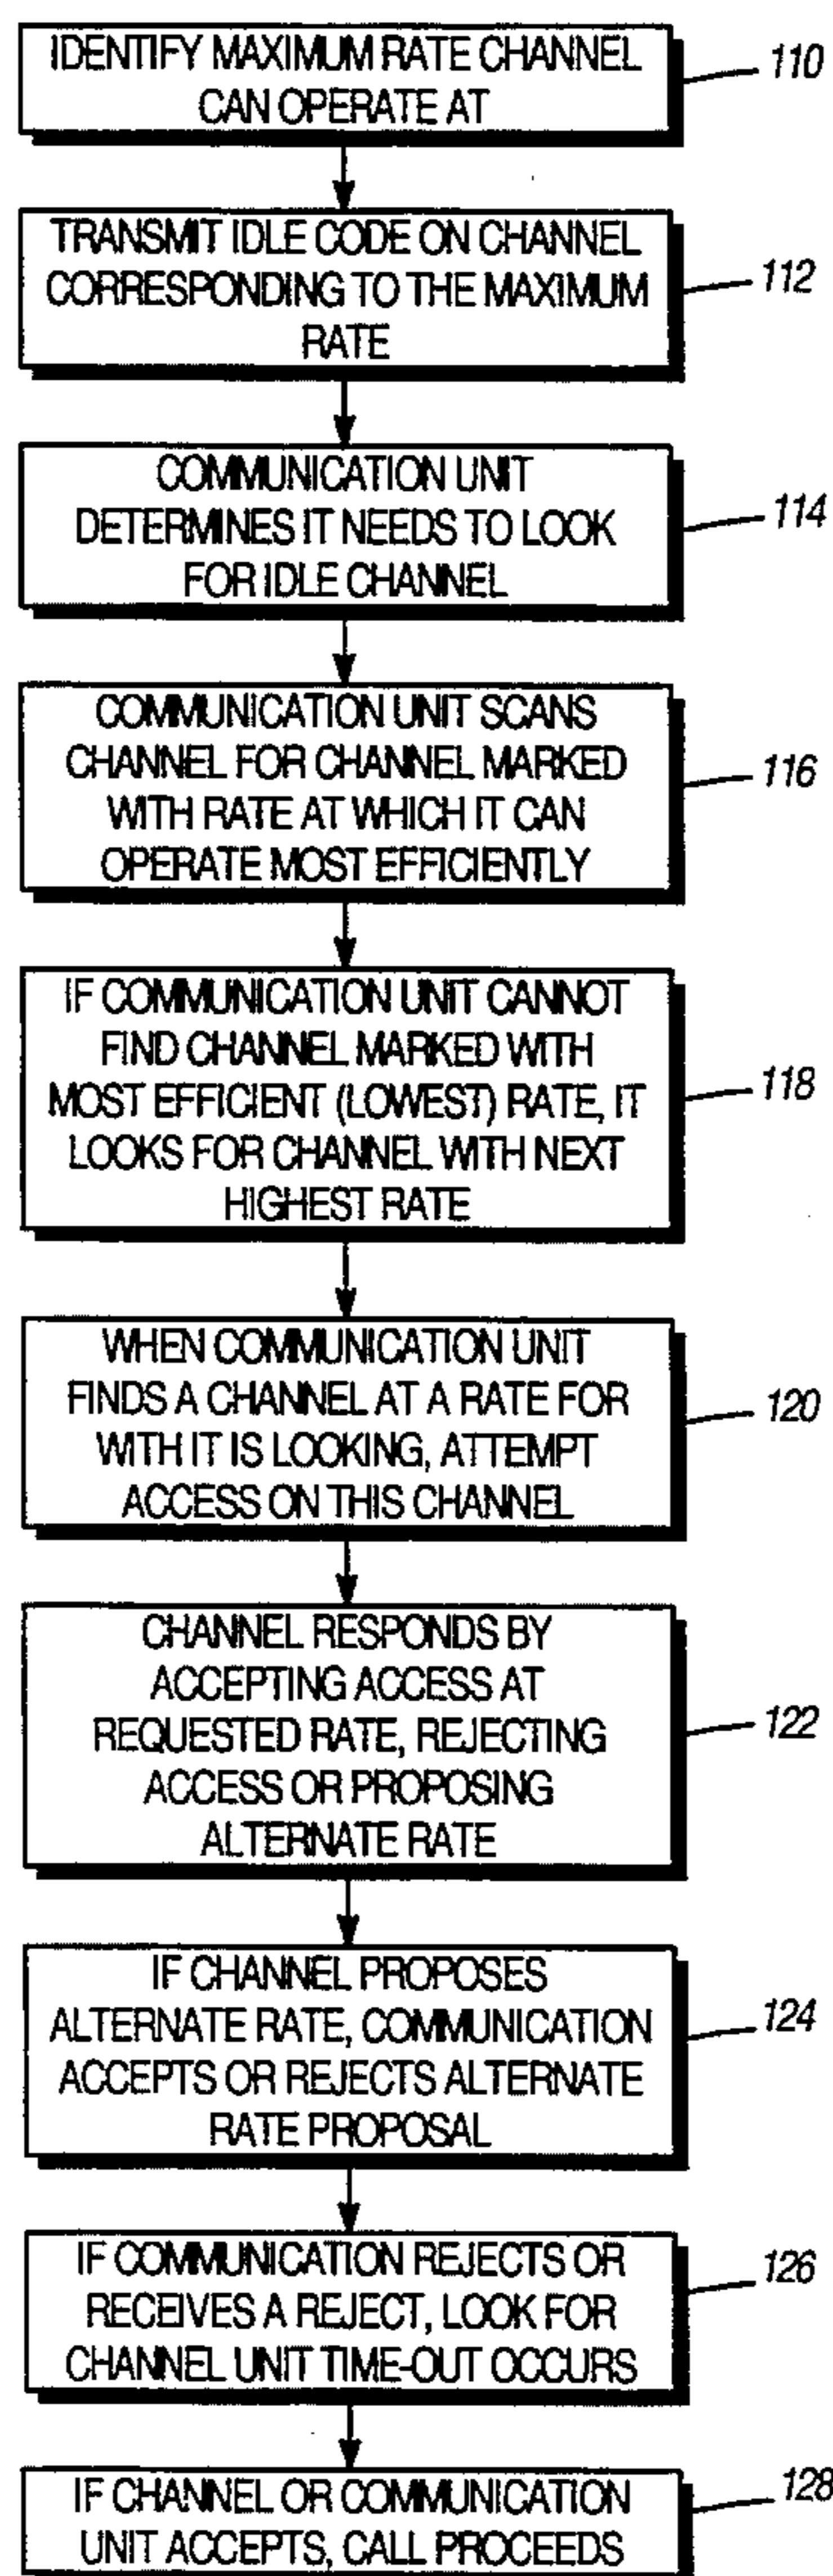 IDENTIFY MAXIMUM RATE CHANNEL
CAN OPERATE AT
110
TRANSMIT IDLE CODE ON CHANNEL
CORRESPONDING TO THE MAXIMUM
RATE
112
COMMUNICATION UNIT
DETERMINES IT NEEDS TO LOOK
FOR IDLE CHANNEL
114
COMMUNICATION UNIT SCANS
CHANNEL FOR CHANNEL MARKED
WITH RATE AT WHICH IT CAN
OPERATE MOST EFFICIENTLY
116
IF COMMUNICATION UNIT CANNOT
FIND CHANNEL MARKED WITH
MOST EFFICIENT (LOWEST) RATE, IT
LOOKS FOR CHANNEL WITH NEXT
HIGHEST RATE
118
WHEN COMMUNICATION UNIT
FINDS A CHANNEL AT A RATE FOR
WITH IT IS LOOKING, ATTEMPT
ACCESS ON THIS CHANNEL
120
CHANNEL RESPONDS BY
ACCEPTING ACCESS AT
REQUESTED RATE, REJECTING
ACCESS OR PROPOSING
ALTERNATE RATE
122
IF CHANNEL PROPOSES
ALTERNATE RATE, COMMUNICATION
ACCEPTS OR REJECTS ALTERNATE
RATE PROPOSAL
124
IF COMMUNICATION REJECTS OR
RECEIVES A REJECT, LOOK FOR
CHANNEL UNIT TIME-OUT OCCURS
126
IF CHANNEL OR COMMUNICATION
UNIT ACCEPTS, CALL PROCEEDS
128